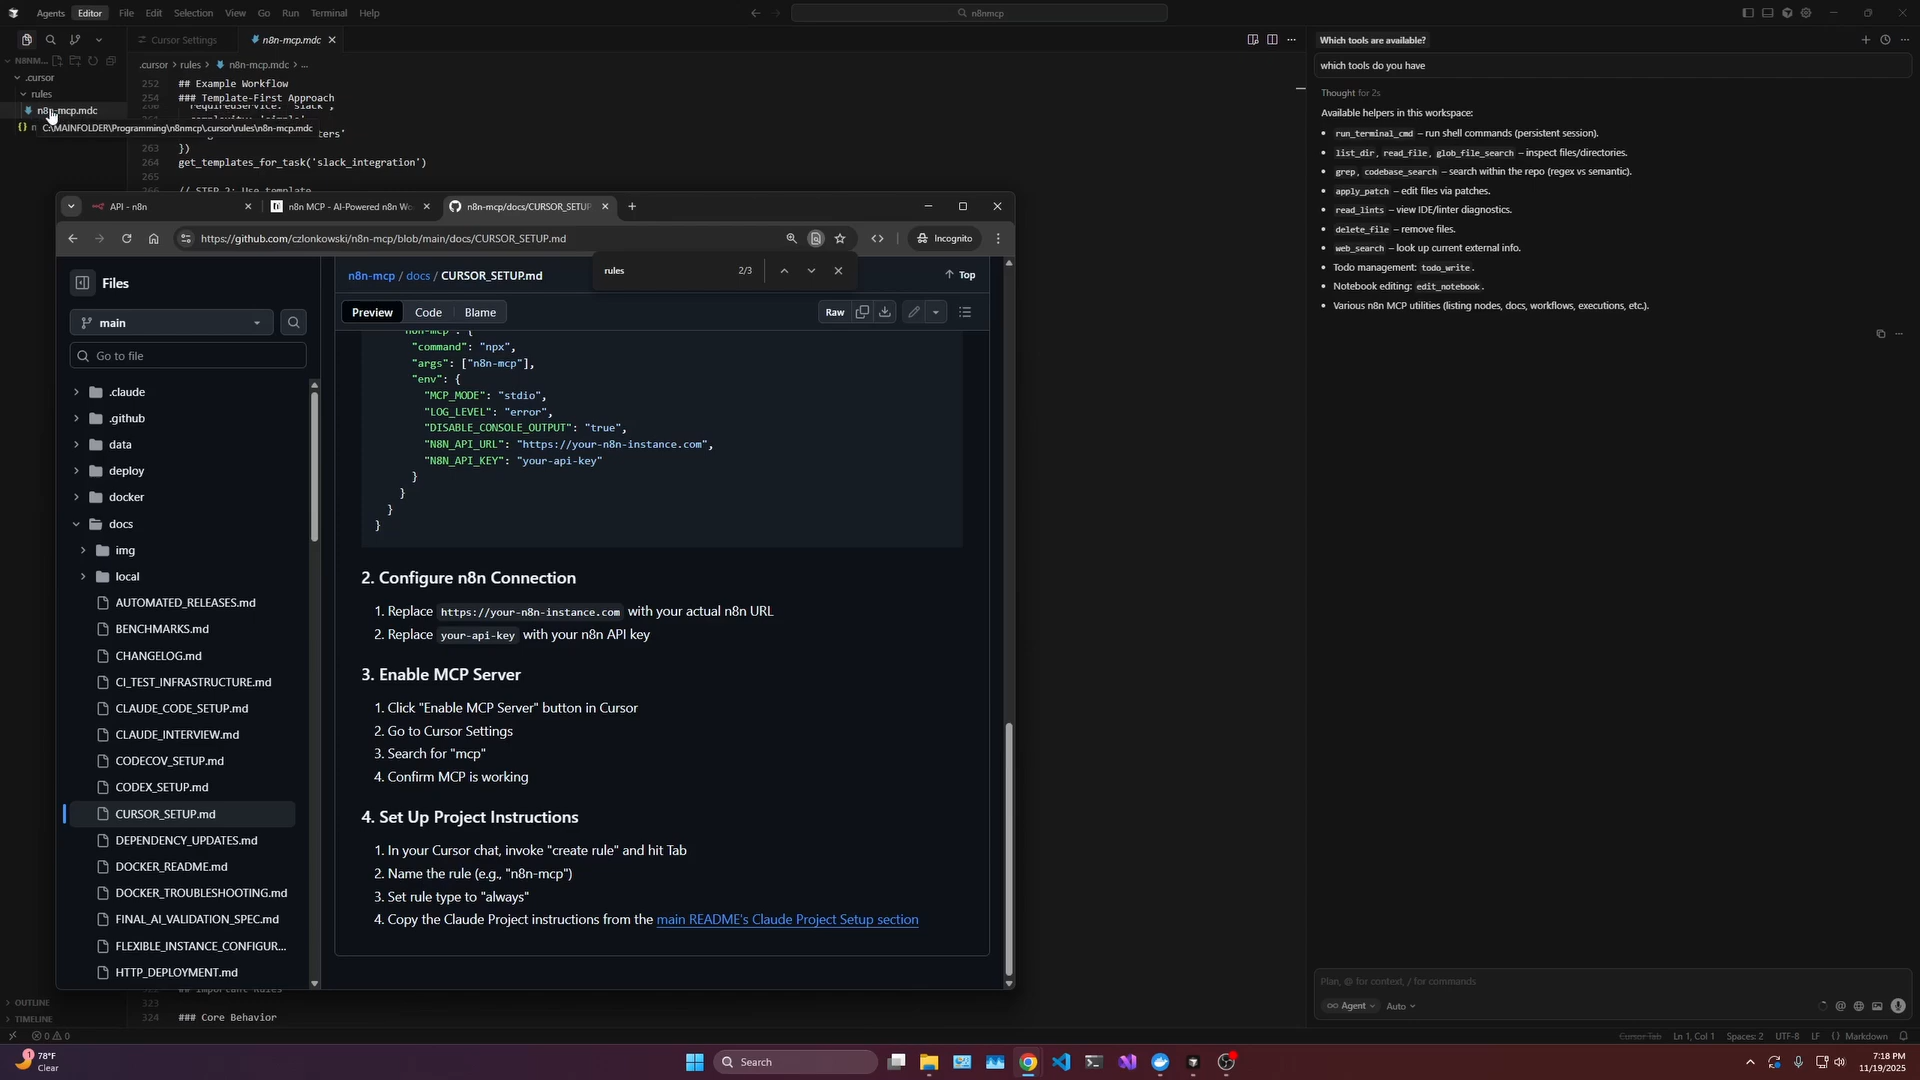 Agents Editor File Edit Selection View Go Run Terminal Help
n8nmcp
N8NM...
.cursor
rules
n8n-mcp.mdc
C:\MAINFOLDER\Programming\n8nmcp\.cursor\rules\n8n-mcp.mdc
OUTLINE
TIMELINE
Cursor Settings
n8n-mcp.mdc
.cursor > rules > n8n-mcp.mdc > ...
252 ## Example Workflow
254 ### Template-First Approach
263 })
264 get_templates_for_task('slack_integration')
265
266 // STEP 2: Use template
323
324 ### Core Behavior
API - n8n
n8n MCP - AI-Powered n8n Wo
n8n-mcp/docs/CURSOR_SETUP
https://github.com/czlonkowski/n8n-mcp/blob/main/docs/CURSOR_SETUP.md
Incognito
rules 2/3
Files
main
Go to file
.claude
.github
data
deploy
docker
docs
img
local
AUTOMATED_RELEASES.md
BENCHMARKS.md
CHANGELOG.md
CI_TEST_INFRASTRUCTURE.md
CLAUDE_CODE_SETUP.md
CLAUDE_INTERVIEW.md
CODECOV_SETUP.md
CODEX_SETUP.md
CURSOR_SETUP.md
DEPENDENCY_UPDATES.md
DOCKER_README.md
DOCKER_TROUBLESHOOTING.md
FINAL_AI_VALIDATION_SPEC.md
FLEXIBLE_INSTANCE_CONFIGUR...
HTTP_DEPLOYMENT.md
n8n-mcp / docs / CURSOR_SETUP.md
Top
Preview Code Blame
Raw
"n8n-mcp": {
"command": "npx",
"args": ["n8n-mcp"],
"env": {
"MCP_MODE": "stdio",
"LOG_LEVEL": "error",
"DISABLE_CONSOLE_OUTPUT": "true",
"N8N_API_URL": "https://your-n8n-instance.com",
"N8N_API_KEY": "your-api-key"
}
}
}
}
2. Configure n8n Connection
1. Replace https://your-n8n-instance.com with your actual n8n URL
2. Replace your-api-key with your n8n API key
3. Enable MCP Server
1. Click "Enable MCP Server" button in Cursor
2. Go to Cursor Settings
3. Search for "mcp"
4. Confirm MCP is working
4. Set Up Project Instructions
1. In your Cursor chat, invoke "create rule" and hit Tab
2. Name the rule (e.g., "n8n-mcp")
3. Set rule type to "always"
4. Copy the Claude Project instructions from the main README's Claude Project Setup section
Which tools are available?
which tools do you have
Thought for 2s
Available helpers in this workspace:
• run_terminal_cmd – run shell commands (persistent session).
• list_dir, read_file, glob_file_search – inspect files/directories.
• grep, codebase_search – search within the repo (regex vs semantic).
• apply_patch – edit files via patches.
• read_lints – view IDE/linter diagnostics.
• delete_file – remove files.
• web_search – look up current external info.
• Todo management: todo_write.
• Notebook editing: edit_notebook.
• Various n8n MCP utilities (listing nodes, docs, workflows, executions, etc.).
Plan, @ for context, / for commands
Agent Auto
0 0
Cursor Tab Ln 1, Col 1 Spaces: 2 UTF-8 LF {} Markdown
1
78°F
Clear
Search
7:18 PM
11/19/2025